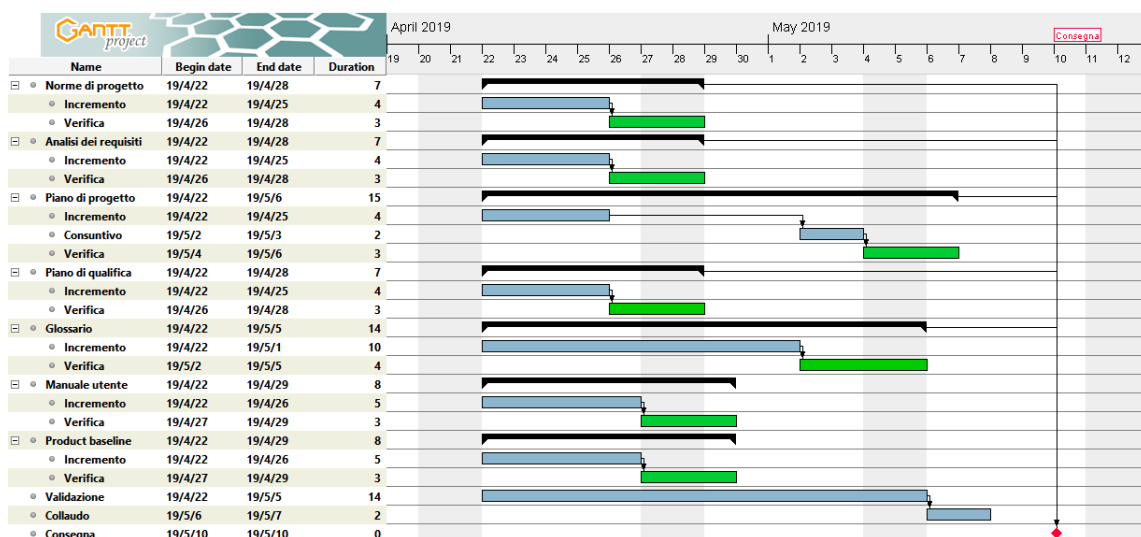 GANTT project
April 2019 May 2019
Consegna
19 20 21 22 23 24 25 26 27 28 29 30 1 2 3 4 5 6 7 8 9 10 11 12
Name Begin date End date Duration
Norme di progetto 19/4/22 19/4/28 7
Incremento 19/4/22 19/4/25 4
Verifica 19/4/26 19/4/28 3
Analisi dei requisiti 19/4/22 19/4/28 7
Incremento 19/4/22 19/4/25 4
Verifica 19/4/26 19/4/28 3
Piano di progetto 19/4/22 19/5/6 15
Incremento 19/4/22 19/4/25 4
Consuntivo 19/5/2 19/5/3 2
Verifica 19/5/4 19/5/6 3
Piano di qualifica 19/4/22 19/4/28 7
Incremento 19/4/22 19/4/25 4
Verifica 19/4/26 19/4/28 3
Glossario 19/4/22 19/5/5 14
Incremento 19/4/22 19/5/1 10
Verifica 19/5/2 19/5/5 4
Manuale utente 19/4/22 19/4/29 8
Incremento 19/4/22 19/4/26 5
Verifica 19/4/27 19/4/29 3
Product baseline 19/4/22 19/4/29 8
Incremento 19/4/22 19/4/26 5
Verifica 19/4/27 19/4/29 3
Validazione 19/4/22 19/5/5 14
Collaudo 19/5/6 19/5/7 2
Consegna 19/5/10 19/5/10 0